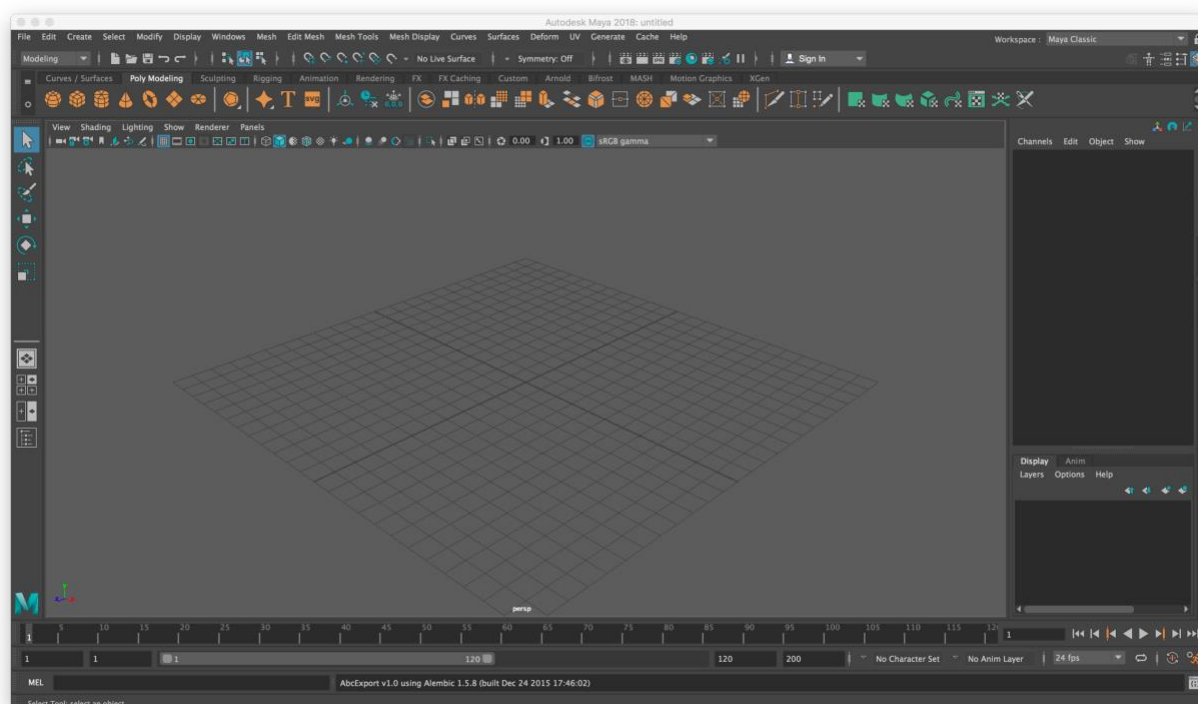 Autodesk Maya 2018: untitled
File Edit Create Select Modify Display Windows Mesh Edit Mesh Mesh Tools Mesh Display Curves Surfaces Deform UV Generate Cache Help Workspace : Maya Classic
Modeling No Live Surface Symmetry: Off Sign In
Curves / Surfaces Poly Modeling Sculpting Rigging Animation Rendering FX FX Caching Custom Arnold Bifrost MASH Motion Graphics XGen
T svg
View Shading Lighting Show Renderer Panels
0.00 1.00 sRGB gamma
Channels Edit Object Show
Display Anim
Layers Options Help
persp
M
5 10 15 20 25 30 35 40 45 50 55 60 65 70 75 80 85 90 95 100 105 110 115
1 1
1 1 1 120 120 200 No Character Set No Anim Layer 24 fps
MEL AbcExport v1.0 using Alembic 1.5.8 (built Dec 24 2015 17:46:02)
Select Tool: select an object